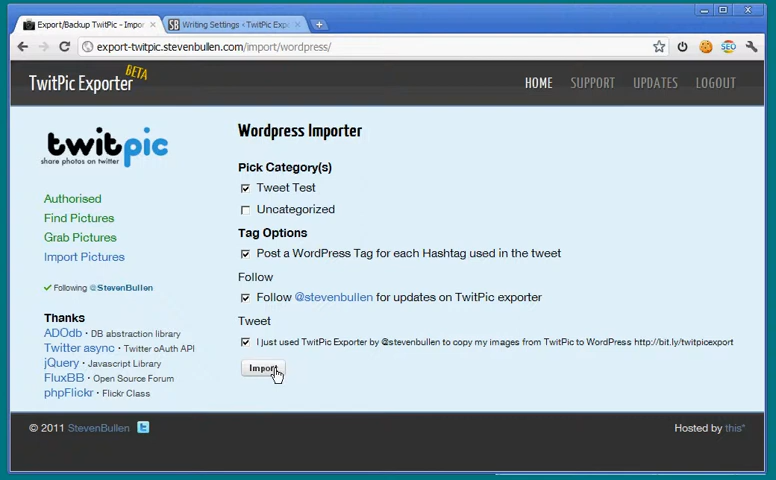 Export/Backup TwitPic - Impor
Writing Settings ‹ TwitPic Exp
export-twitpic.stevenbullen.com/import/wordpress/
SEO
TwitPic Exporter
BETA
HOME
SUPPORT
UPDATES
LOGOUT
twitpic
share photos on twitter
Authorised
Find Pictures
Grab Pictures
Import Pictures
Following @StevenBullen
Thanks
ADOdb • DB abstraction library
Twitter async • Twitter oAuth API
jQuery • Javascript Library
FluxBB • Open Source Forum
phpFlickr • Flickr Class
Wordpress Importer
Pick Category(s)
Tweet Test
Uncategorized
Tag Options
Post a WordPress Tag for each Hashtag used in the tweet
Follow
Follow @stevenbullen for updates on TwitPic exporter
Tweet
I just used TwitPic Exporter by @stevenbullen to copy my images from TwitPic to WordPress http://bit.ly/twitpicexport
Import
© 2011 StevenBullen
Hosted by this°